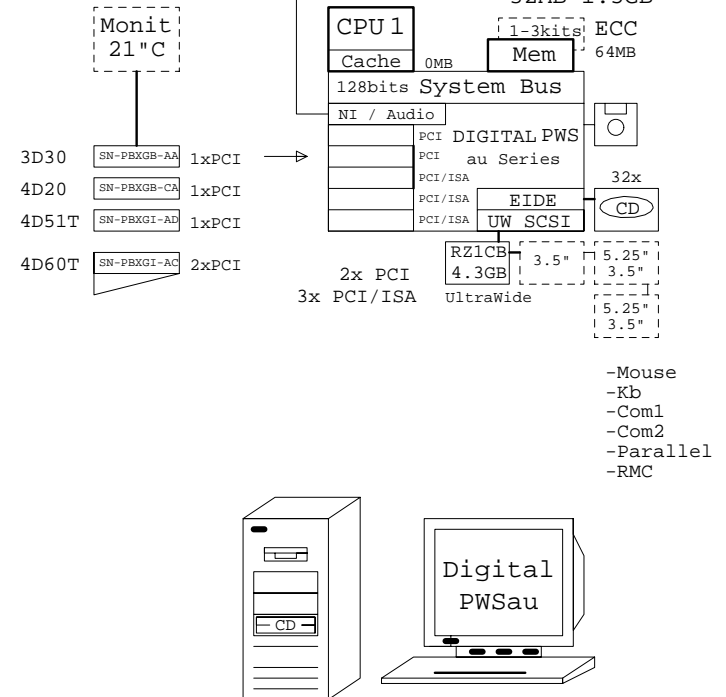 32MB-1.5GB
Monit
21"C
CPU1
1-3kits
ECC
Cache
0MB
Mem
64MB
128bits System Bus
NI / Audio
PCI
DIGITAL PWS
3D30
SN-PBXGB-AA
1xPCI
PCI
au Series
PCI/ISA
32x
4D20
SN-PBXGB-CA
1xPCI
PCI/ISA
EIDE
CD
4D51T
SN-PBXGI-AD
1xPCI
PCI/ISA
UW SCSI
4D60T
SN-PBXGI-AC
2xPCI
RZ1CB
4.3GB
3.5"
5.25"
3.5"
2x PCI
3x PCI/ISA
UltraWide
5.25"
3.5"
-Mouse
-Kb
-Com1
-Com2
-Parallel
-RMC
Digital
PWSau
CD